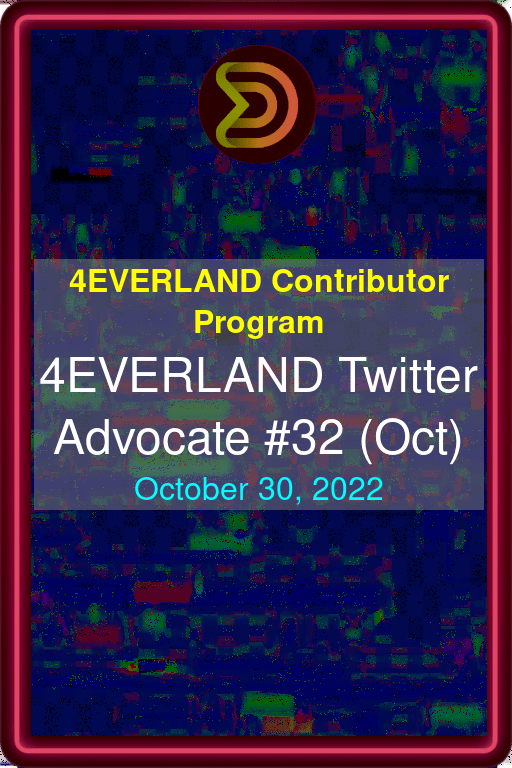 4EVERLAND Contributor
Program
4EVERLAND Twitter
Advocate #32 (Oct)
October 30, 2022